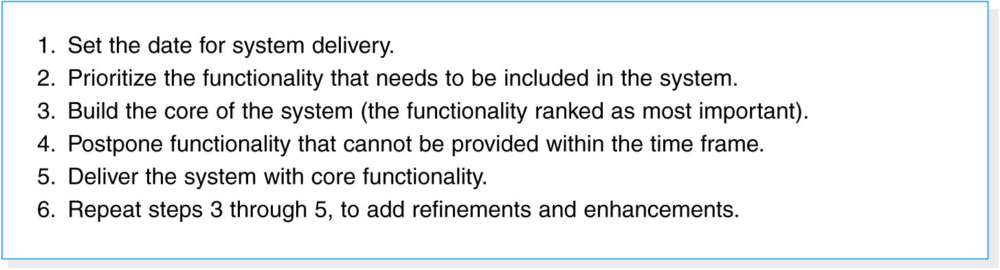 1. Set the date for system delivery.
2. Prioritize the functionality that needs to be included in the system.
3. Build the core of the system (the functionality ranked as most important).
4. Postpone functionality that cannot be provided within the time frame.
5. Deliver the system with core functionality.
6. Repeat steps 3 through 5, to add refinements and enhancements.